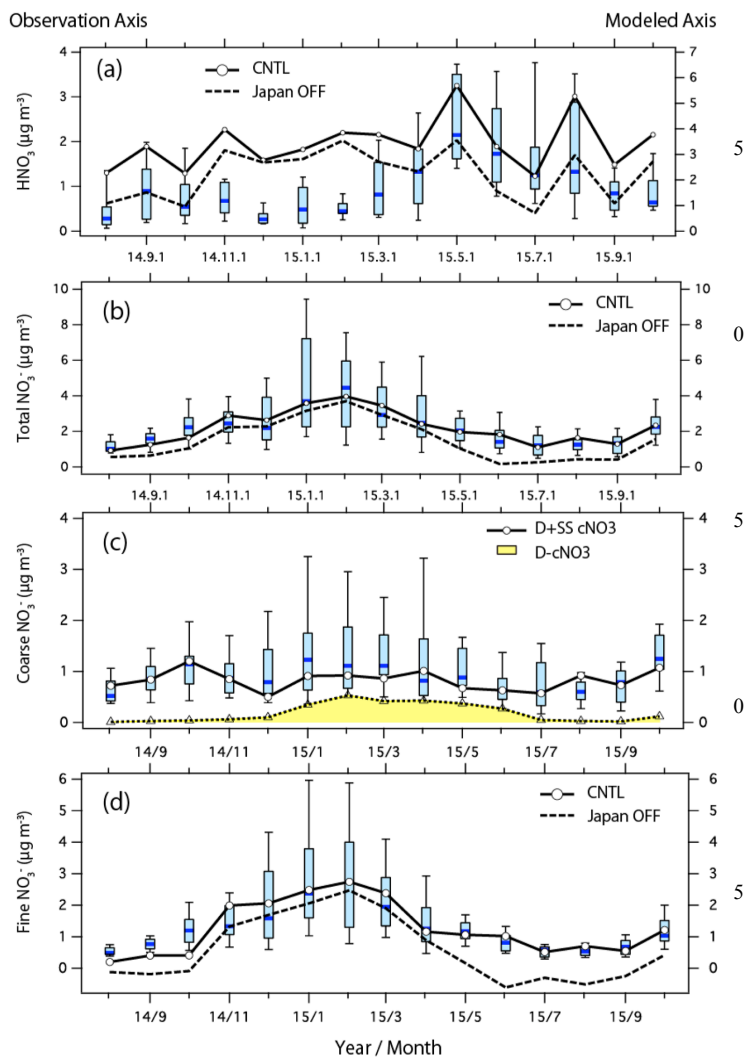 Observation Axis Modeled Axis
(a)
CNTL
Japan OFF
HNO₃ (µg m⁻³)
4
3
2
1
0
7
6
5
4
3
2
1
0
5
14.9.1 14.11.1 15.1.1 15.3.1 15.5.1 15.7.1 15.9.1
(b)
CNTL
Japan OFF
Total NO₃⁻ (µg m⁻³)
10
8
6
4
2
0
10
8
6
4
2
0
0
14.9.1 14.11.1 15.1.1 15.3.1 15.5.1 15.7.1 15.9.1
(c)
D+SS cNO3
D-cNO3
Coarse NO₃⁻ (µg m⁻³)
4
3
2
1
0
4
3
2
1
0
5
0
14/9 14/11 15/1 15/3 15/5 15/7 15/9
(d)
CNTL
Japan OFF
Fine NO₃⁻ (µg m⁻³)
6
5
4
3
2
1
0
6
5
4
3
2
1
0
5
14/9 14/11 15/1 15/3 15/5 15/7 15/9
Year / Month